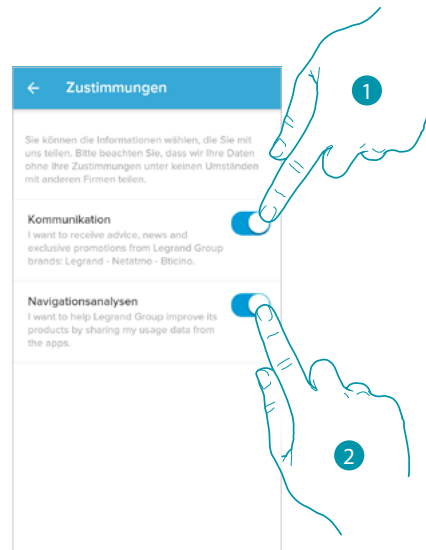 1
Zustimmungen
Sie können die Informationen wählen, die Sie mit
uns teilen. Bitte beachten Sie, dass wir Ihre Daten
ohne Ihre Zustimmungen unter keinen Umständen
mit anderen Firmen teilen.
Kommunikation
I want to receive advice, news and
exclusive promotions from Legrand Group
brands: Legrand - Netatmo - Bticino.
Navigationsanalysen
I want to help Legrand Group improve its
products by sharing my usage data from
the apps.
2